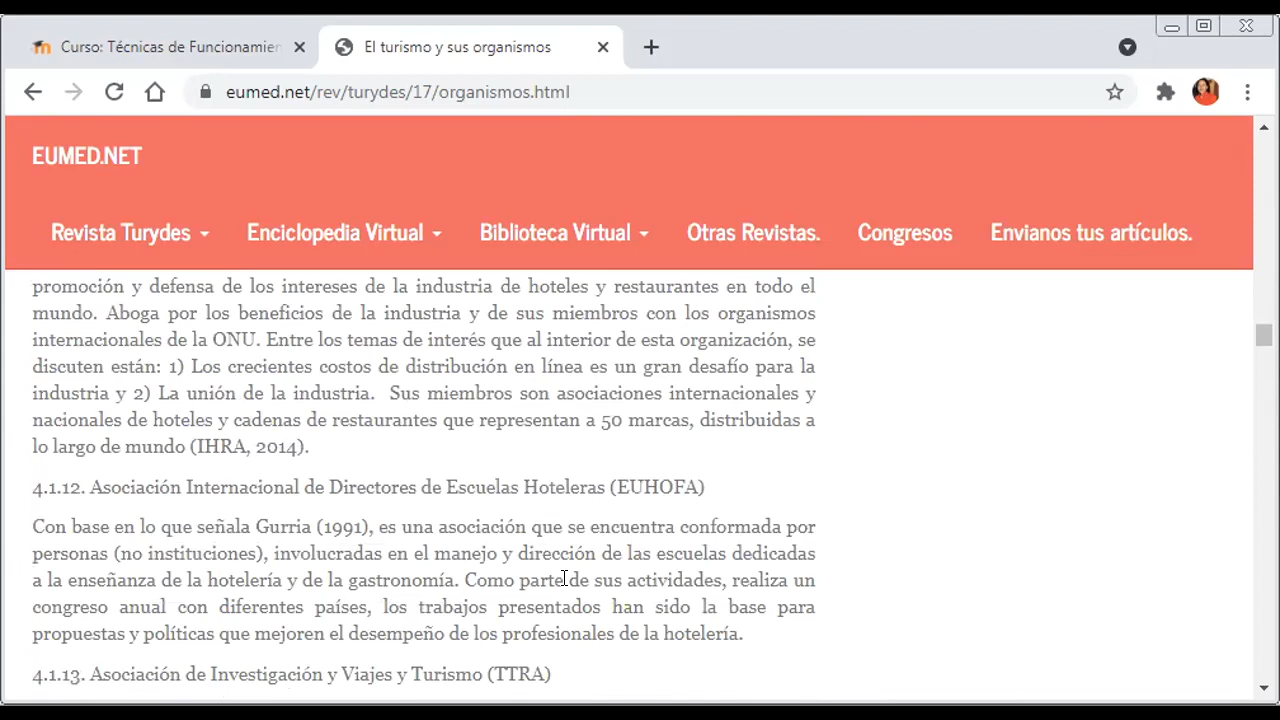 Curso: Técnicas de Funcionamien
El turismo y sus organismos
eumed.net/rev/turydes/17/organismos.html
EUMED.NET
Revista Turydes
Enciclopedia Virtual
Biblioteca Virtual
Otras Revistas.
Congresos
Envianos tus artículos.
promoción y defensa de los intereses de la industria de hoteles y restaurantes en todo el
mundo. Aboga por los beneficios de la industria y de sus miembros con los organismos
internacionales de la ONU. Entre los temas de interés que al interior de esta organización, se
discuten están: 1) Los crecientes costos de distribución en línea es un gran desafío para la
industria y 2) La unión de la industria. Sus miembros son asociaciones internacionales y
nacionales de hoteles y cadenas de restaurantes que representan a 50 marcas, distribuidas a
lo largo de mundo (IHRA, 2014).
4.1.12. Asociación Internacional de Directores de Escuelas Hoteleras (EUHOFA)
Con base en lo que señala Gurria (1991), es una asociación que se encuentra conformada por
personas (no instituciones), involucradas en el manejo y dirección de las escuelas dedicadas
a la enseñanza de la hotelería y de la gastronomía. Como parte de sus actividades, realiza un
congreso anual con diferentes países, los trabajos presentados han sido la base para
propuestas y políticas que mejoren el desempeño de los profesionales de la hotelería.
4.1.13. Asociación de Investigación y Viajes y Turismo (TTRA)